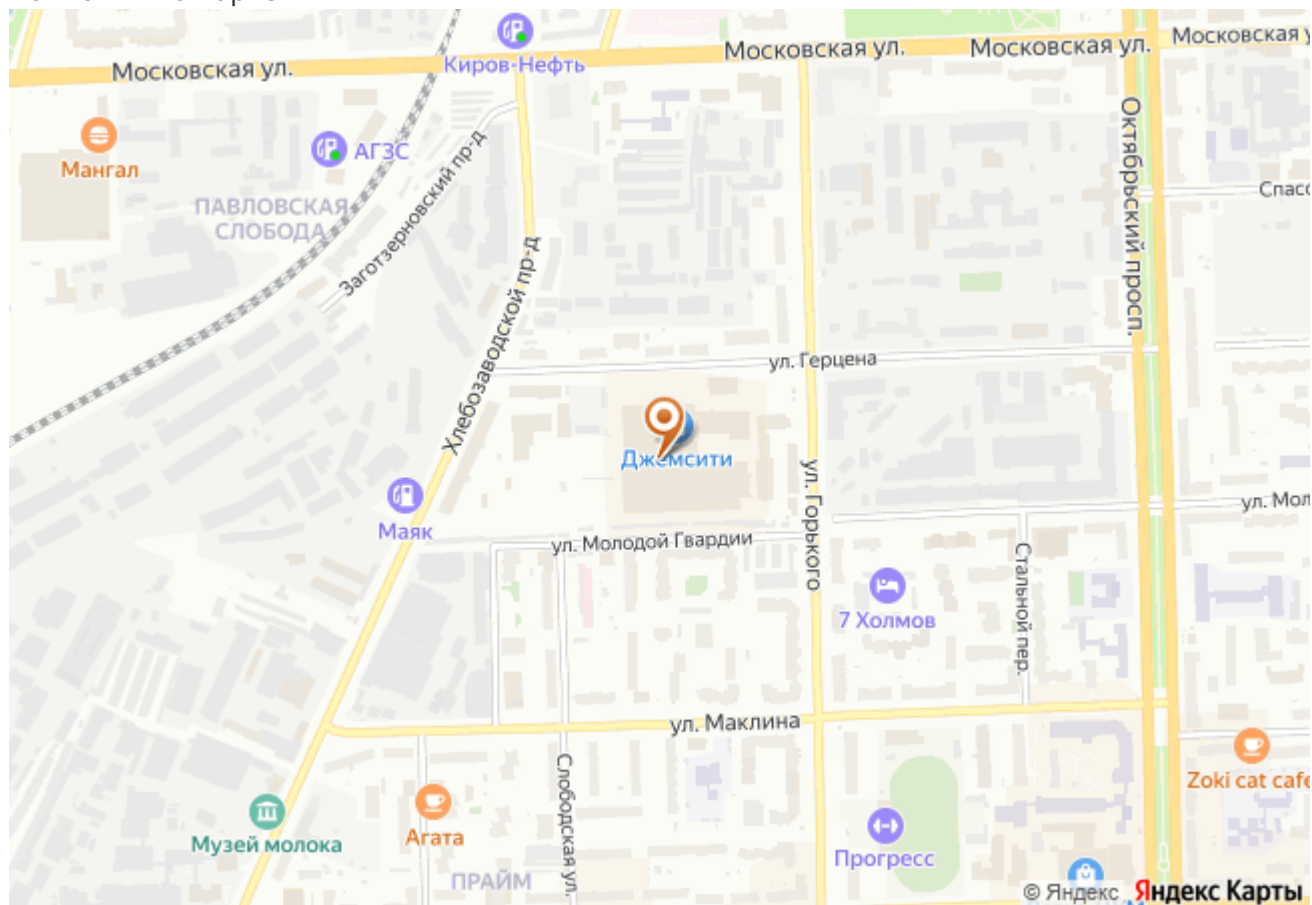 Киров-Нефть
Московская ул.
Московская ул.
Московская ул.
Московская у
Мангал
АГЗС
Заготзерновский пр-д
Октябрьский просп.
ПАВЛОВСКАЯ
СЛОБОДА
Спасс
Хлебозаводской пр-д
ул. Герцена
Джемсити
ул. Горького
Маяк
ул. Молодой Гвардии
ул. Мол
Стальной пер.
7 Холмов
ул. Маклина
Слободская ул.
Zoki cat cafe
Музей молока
Агата
Прогресс
ПРАЙМ
© Яндекс Яндекс Карты